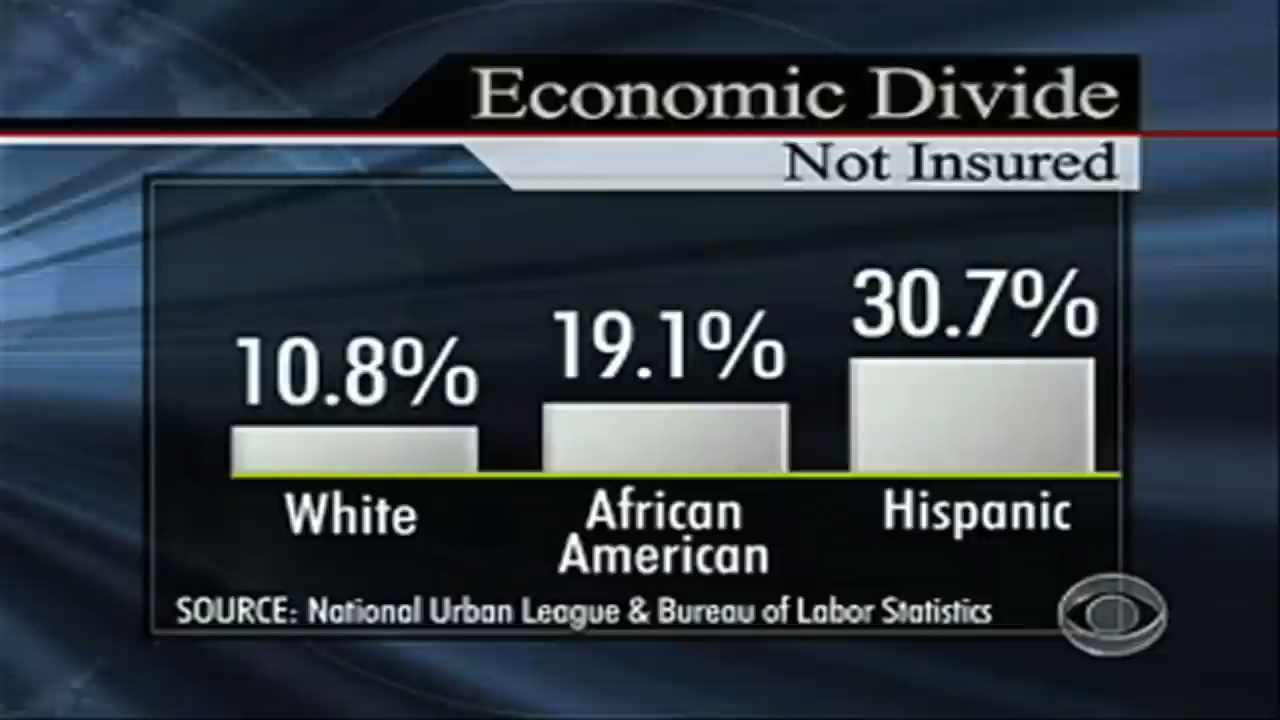 Economic Divide
Not Insured
10.8%
19.1%
30.7%
White
African
American
Hispanic
SOURCE: National Urban League & Bureau of Labor Statistics